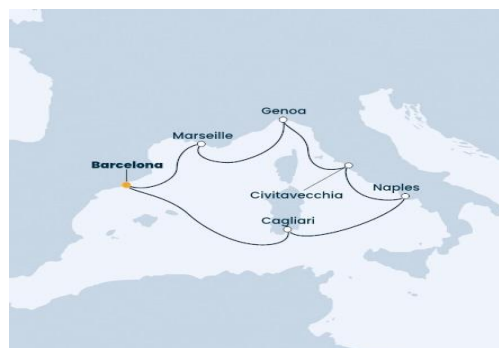 Genoa
Marseille
Barcelona
Naples
Civitavecchia
Cagliari